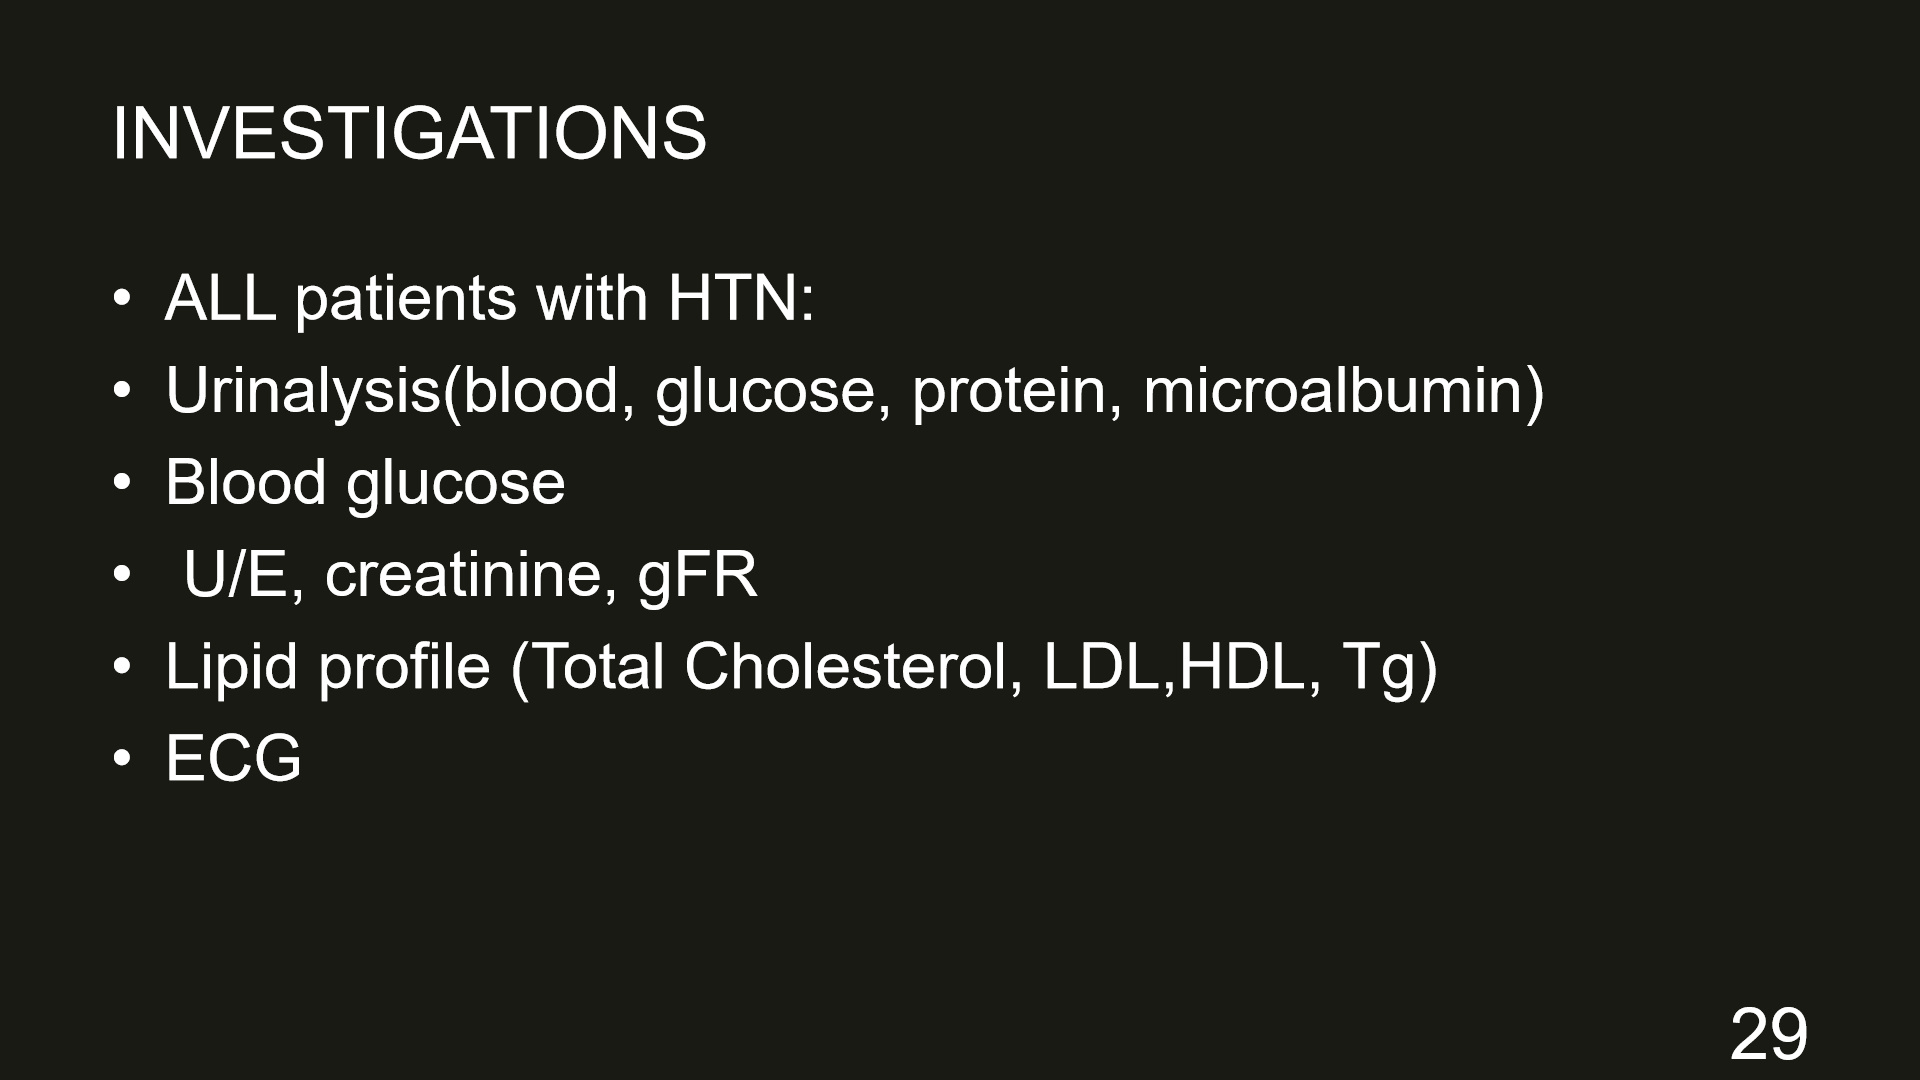 INVESTIGATIONS
• ALL patients with HTN:
• Urinalysis(blood, glucose, protein, microalbumin)
• Blood glucose
• U/E, creatinine, gFR
• Lipid profile (Total Cholesterol, LDL,HDL, Tg)
• ECG
29